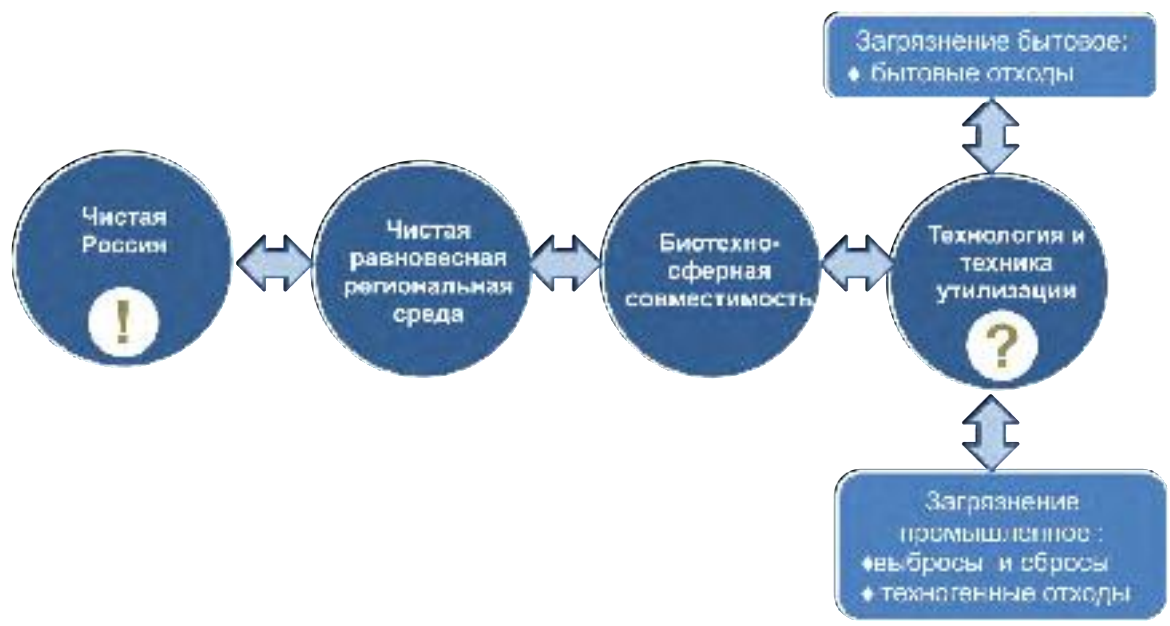 Загрязнение бытовое:
♦ бытовые отходы
Чистая
Россия
!
Чистая
равновесная
региональная
среда
Биотехно-
сферная
совместимость
Технология и
техника
утилизации
?
Загрязнение
промышленное :
♦выбросы и сбросы
♦ техногенные отходы